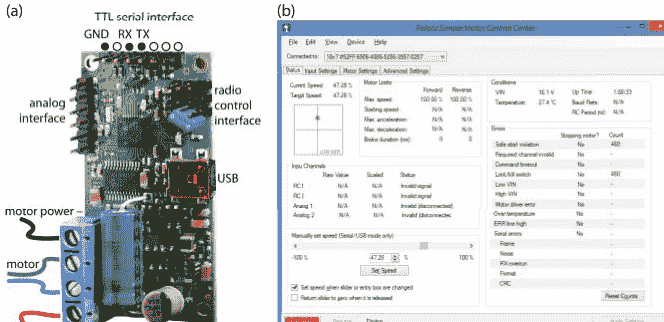 (a)
TTL serial interface
GND RX TX
analog
interface
radio
control
interface
USB
motor power
motor
(b)
Pololu Simple Motor Control Center
File Edit View Device Help
Connected to:
Status Input Settings Motor Settings Advanced Settings
Current Speed: 47.28 %
Target Speed: 47.28 %
Motor Limits
Forward Reverse
Max. speed: 100.00 % 100.00 %
Starting speed: N/A N/A
Max. acceleration: N/A N/A
Max. deceleration: N/A N/A
Brake duration (ms): 0 0
Input Channels
Raw Value Scaled Status
RC 1 N/A N/A Invalid signal
RC 2 N/A N/A Invalid signal
Analog 1 N/A N/A Invalid (disconnected)
Analog 2 N/A N/A Invalid (disconnected)
Manually set speed (Serial/USB mode only)
-100 % 100 %
47.28 %
Set Speed
Set speed when slider or entry box are changed
Return slider to zero when it is released
Conditions
VIN: 16.1 V Up Time: 1:00:33
Temperature: 27.4 °C Baud Rate: N/A
RC Period (ms): N/A
Errors
Stopping motor? Count
Safe start violation No 460
Required channel invalid No -
Command timeout No -
Limit/kill switch No 460
Low VIN No -
High VIN No -
Motor driver error No -
Over temperature No -
ERR line high No -
Serial errors No -
Frame -
Noise -
RX overrun -
Format -
CRC -
Reset Counts